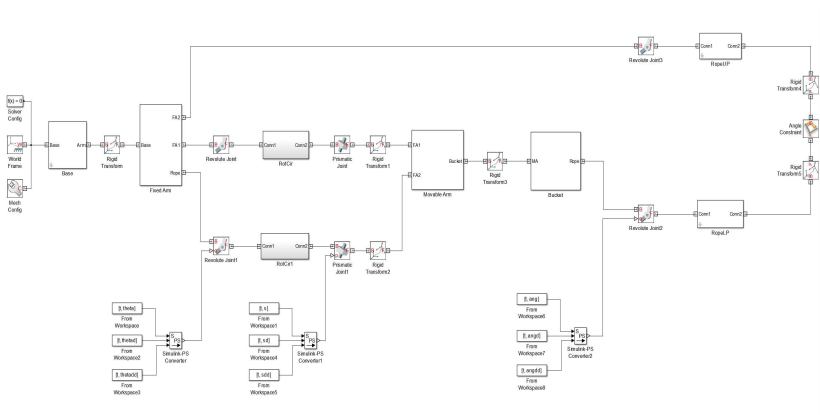 Conn1
Conn2
Revolute Joint3
RopeUP
Rigid
Transform4
f(x) = 0
Solver
Config
FA2
Angle
Constraint
World
Frame
Base
Arm
Rigid
Transform
Base
Base
FA1
Rope
Fixed Arm
Revolute Joint
Conn1
Conn2
RotCir
Prismatic
Joint
Rigid
Transform1
FA1
FA2
Bucket
Movable Arm
Rigid
Transform3
MA
Rope
Bucket
Rigid
Transform5
Mech
Config
Revolute Joint2
Conn1
Conn2
RopeLP
Revolute Joint1
Conn1
Conn2
RotCir1
Prismatic
Joint1
Rigid
Transform2
[t,theta]
From
Workspace
[t,thetad]
From
Workspace2
[t,thetadd]
From
Workspace3
S
PS
Simulink-PS
Converter
[t,s]
From
Workspace1
[t,sd]
From
Workspace4
[t,sdd]
From
Workspace5
S
PS
Simulink-PS
Converter1
[t,ang]
From
Workspace6
[t,angd]
From
Workspace7
[t,angdd]
From
Workspace8
S
PS
Simulink-PS
Converter2